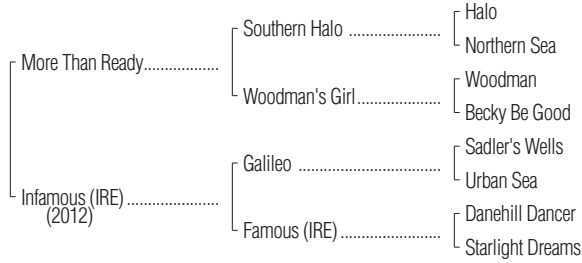 Halo
Southern Halo ...................
Northern Sea
More Than Ready...................
Woodman
Woodman's Girl.................
Becky Be Good
Sadler's Wells
Galileo .............................
Urban Sea
Infamous (IRE) ...................
(2012)
Danehill Dancer
Famous (IRE) ....................
Starlight Dreams